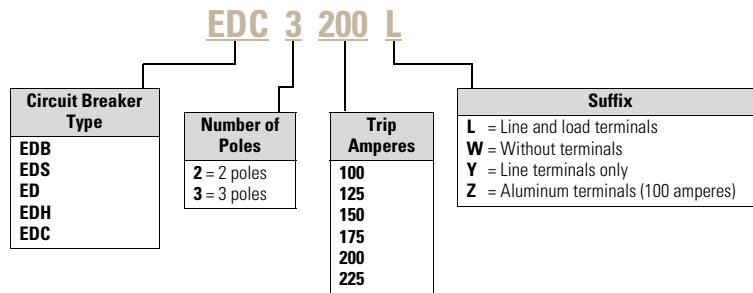 EDC 3 200 L
Circuit Breaker
Type
EDB
EDS
ED
EDH
EDC
Number of
Poles
2 = 2 poles
3 = 3 poles
Trip
Amperes
100
125
150
175
200
225
Suffix
L = Line and load terminals
W = Without terminals
Y = Line terminals only
Z = Aluminum terminals (100 amperes)